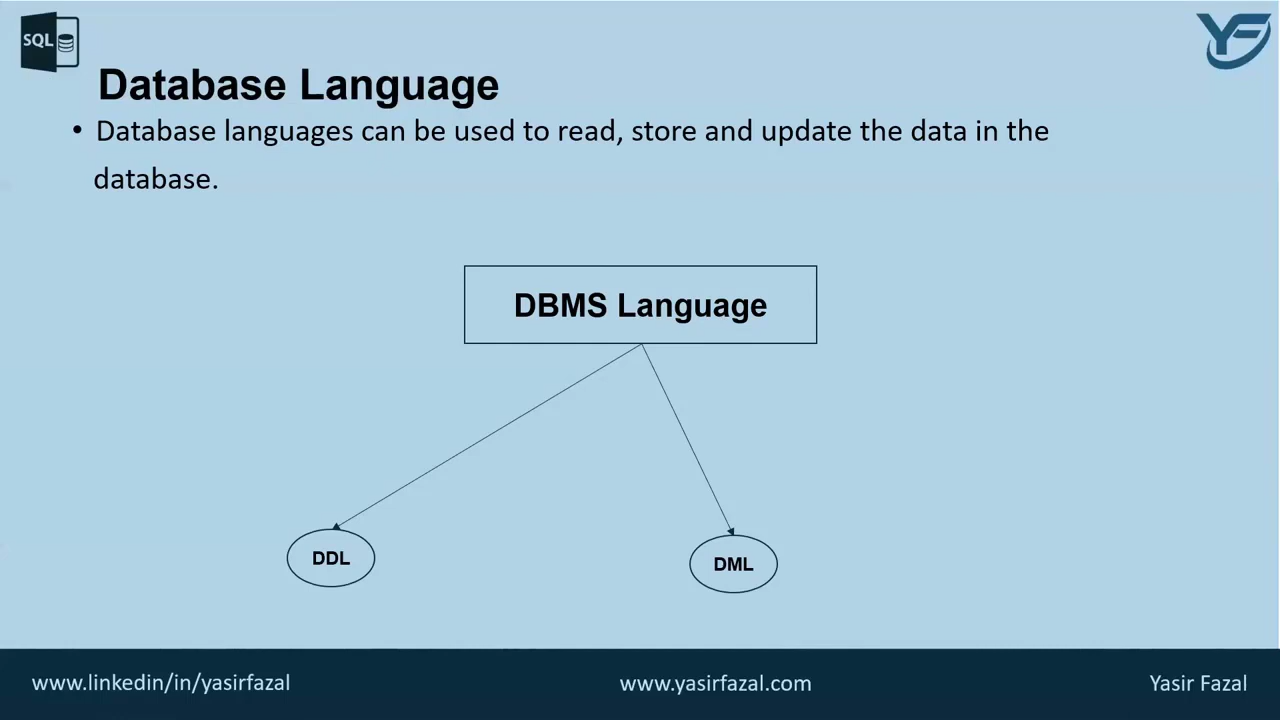 SQL
YF
Database Language
• Database languages can be used to read, store and update the data in the
database.
DBMS Language
DDL
DML
www.linkedin/in/yasirfazal
www.yasirfazal.com
Yasir Fazal